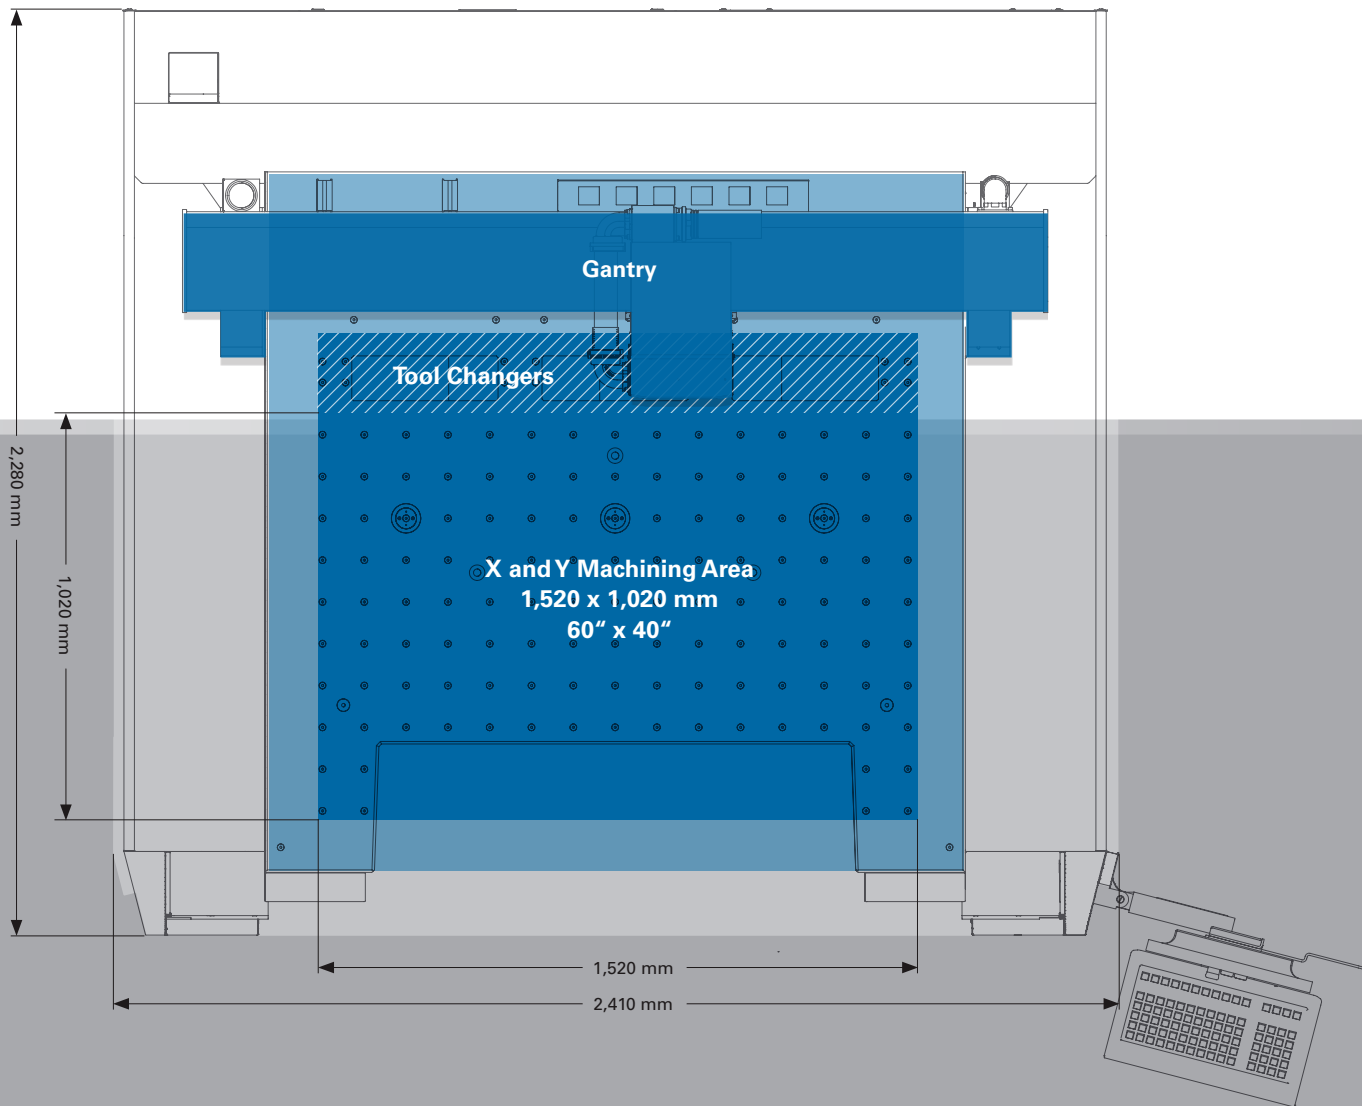 Gantry
Tool Changers
2,280 mm
1,020 mm
X and Y Machining Area
1,520 x 1,020 mm
60“ x 40“
1,520 mm
2,410 mm